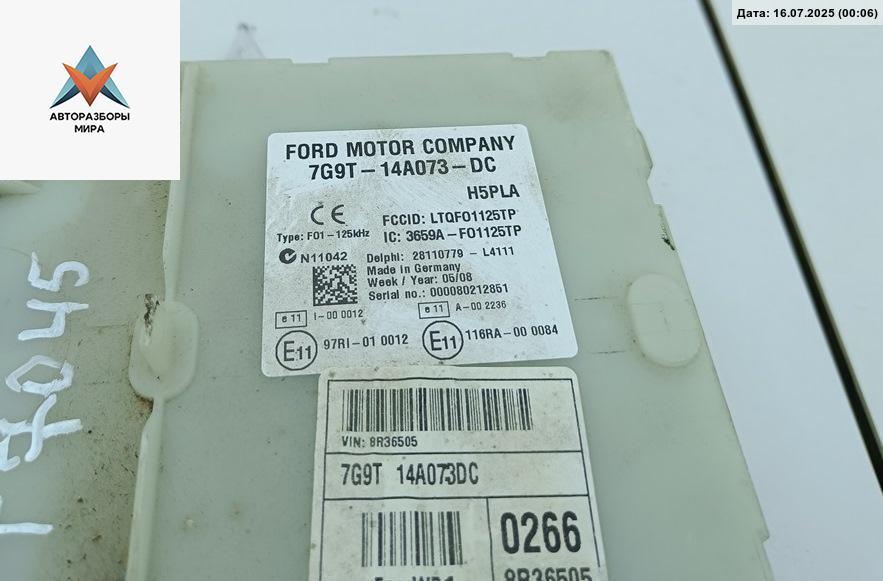 Дата: 16.07.2025 (00:06)
АВТОРАЗБОРЫ
МИРА
FORD MOTOR COMPANY
7G9T-14A073-DC
H5PLA
CE
FCCID: LTQFO1125TP
Type: F01-125kHz
IC: 3659A-FO1125TP
N11042
Delphi: 28110779 - L4111
Made in Germany
Week / Year: 05/08
Serial no.: 000080212851
e 11 I-00 0012
e 11 A-00 2236
E11 97RI-01 0012
E11 116RA-00 0084
VIN: 8R36505
7G9T 14A073DC
0266
8R36505
7045